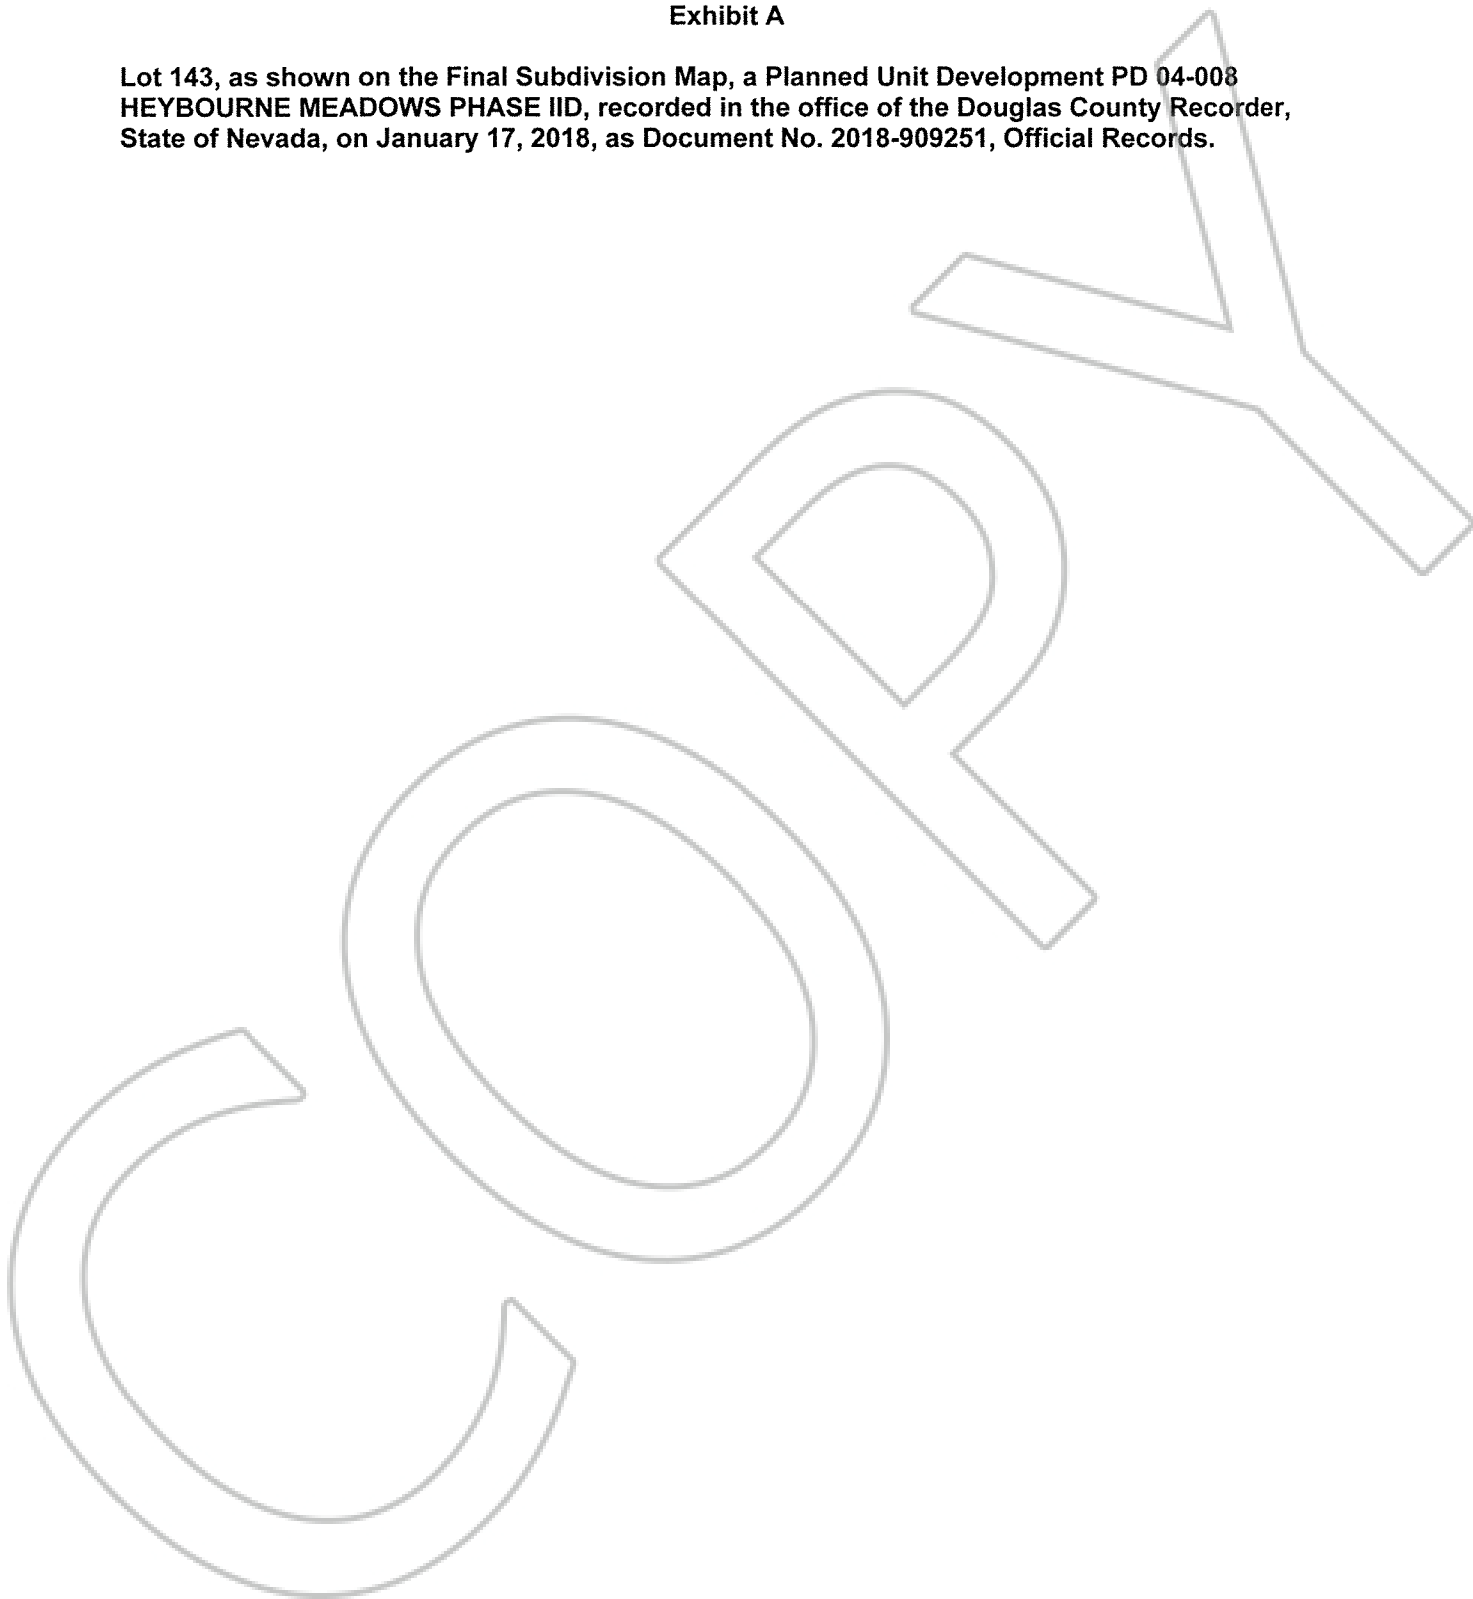 Exhibit A
Lot 143, as shown on the Final Subdivision Map, a Planned Unit Development PD 04-008
HEYBOURNE MEADOWS PHASE IID, recorded in the office of the Douglas County Recorder,
State of Nevada, on January 17, 2018, as Document No. 2018-909251, Official Records.
COPY